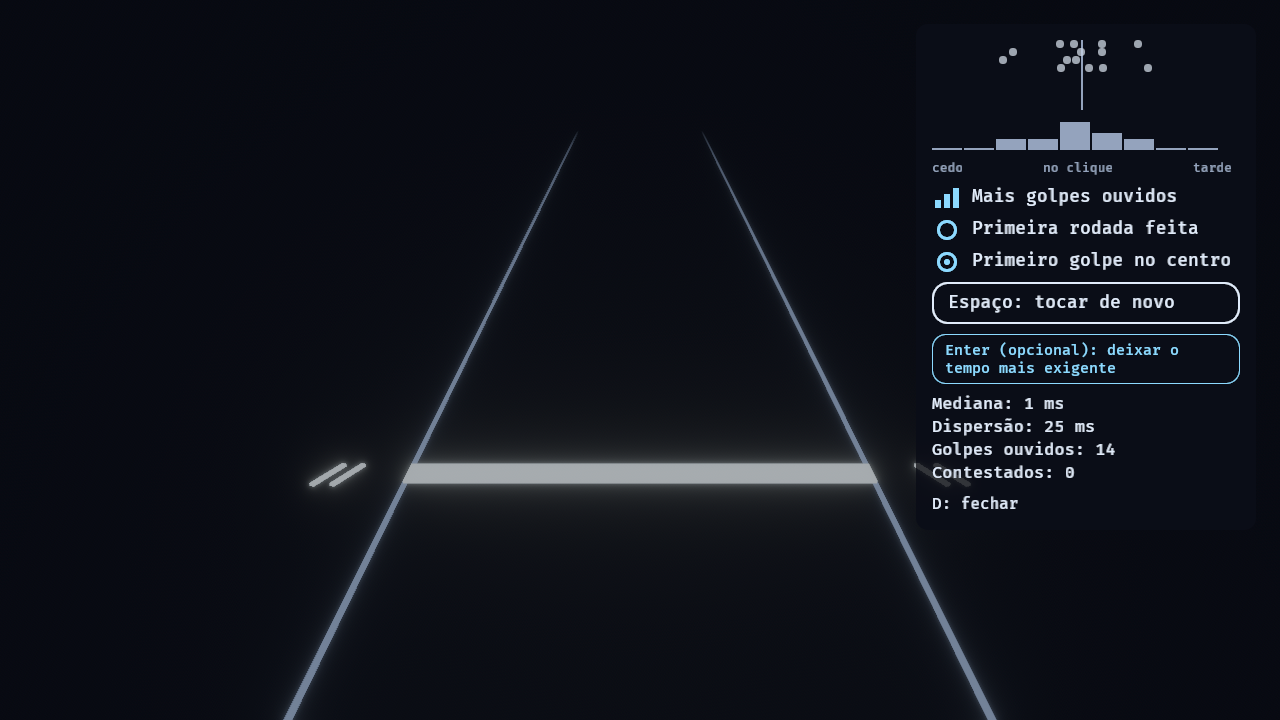 cedo no clique tarde
Mais golpes ouvidos
Primeira rodada feita
Primeiro golpe no centro
Espaço: tocar de novo
Enter (opcional): deixar o
tempo mais exigente
Mediana: 1 ms
Dispersão: 25 ms
Golpes ouvidos: 14
Contestados: 0
D: fechar